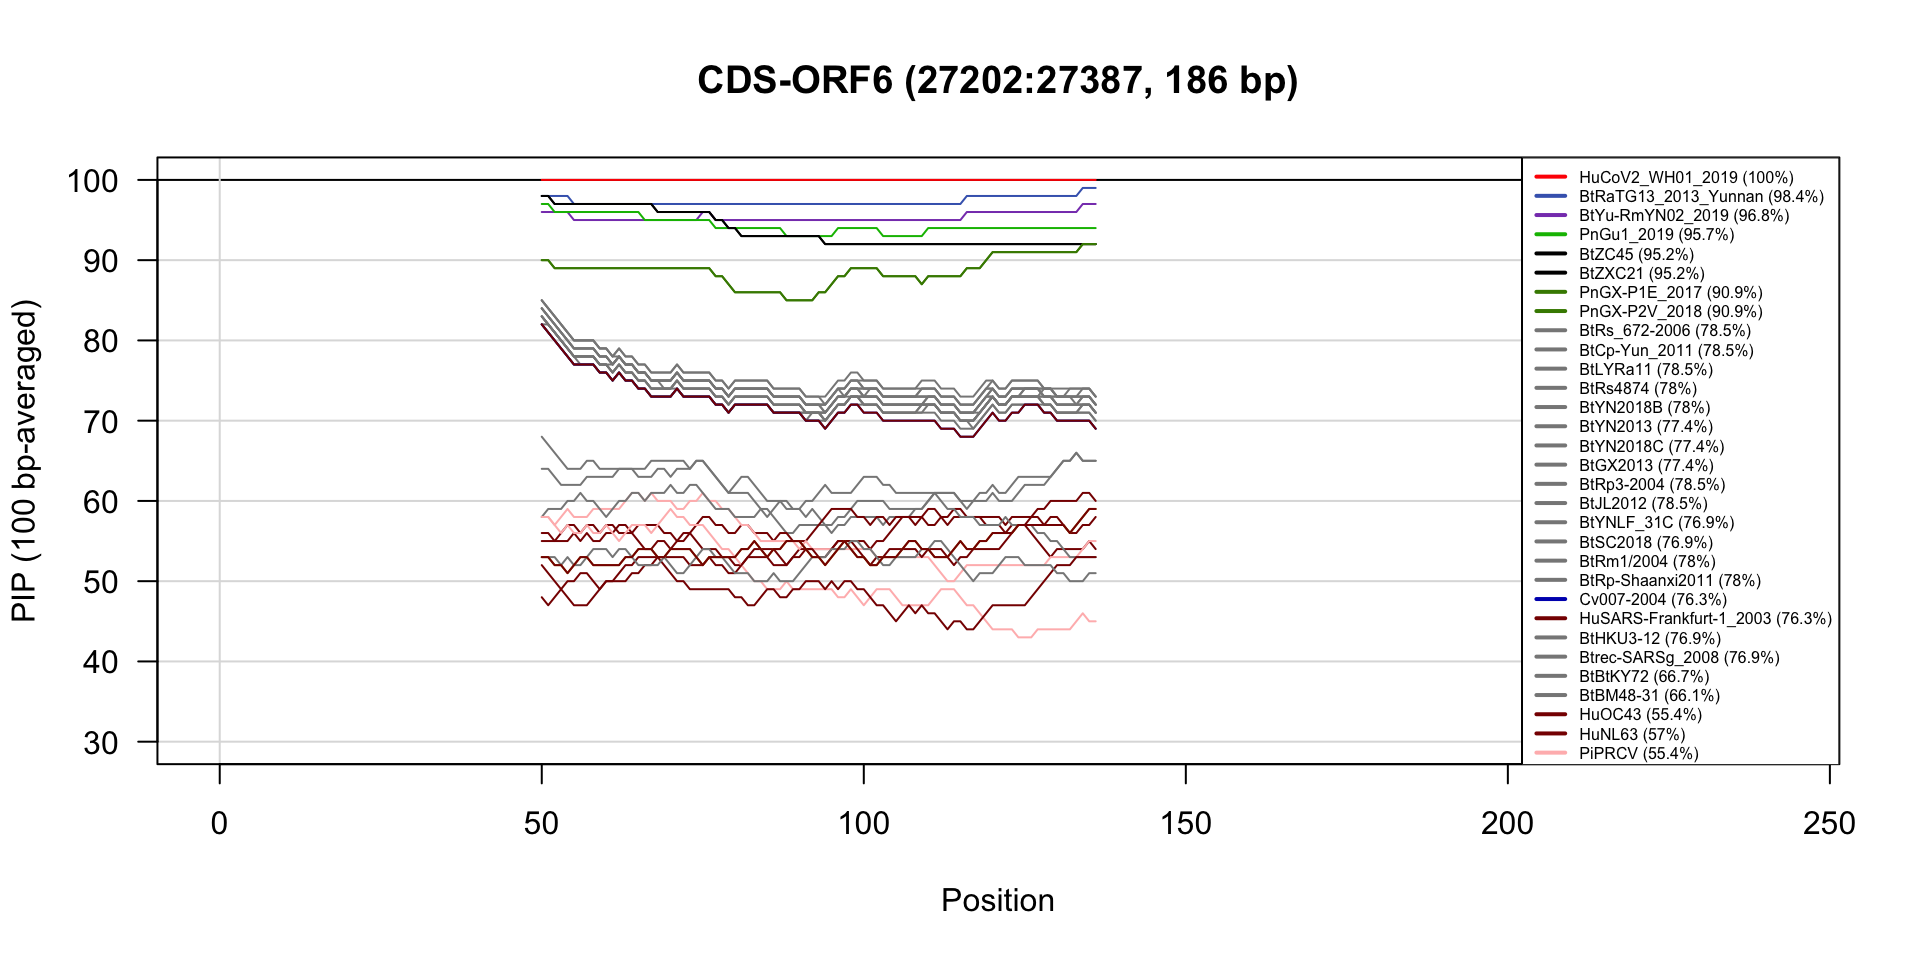 CDS-ORF6 (27202:27387, 186 bp)
PIP (100 bp-averaged)
100
90
80
70
60
50
40
30
HuCoV2_WH01_2019 (100%)
BtRaTG13_2013_Yunnan (98.4%)
BtYu-RmYN02_2019 (96.8%)
PnGu1_2019 (95.7%)
BtZC45 (95.2%)
BtZXC21 (95.2%)
PnGX-P1E_2017 (90.9%)
PnGX-P2V_2018 (90.9%)
BtRs_672-2006 (78.5%)
BtCp-Yun_2011 (78.5%)
BtLYRa11 (78.5%)
BtRs4874 (78%)
BtYN2018B (78%)
BtYN2013 (77.4%)
BtYN2018C (77.4%)
BtGX2013 (77.4%)
BtRp3-2004 (78.5%)
BtJL2012 (78.5%)
BtYNLF_31C (76.9%)
BtSC2018 (76.9%)
BtRm1/2004 (78%)
BtRp-Shaanxi2011 (78%)
Cv007-2004 (76.3%)
HuSARS-Frankfurt-1_2003 (76.3%)
BtHKU3-12 (76.9%)
Btrec-SARSg_2008 (76.9%)
BtBtKY72 (66.7%)
BtBM48-31 (66.1%)
HuOC43 (55.4%)
HuNL63 (57%)
PiPRCV (55.4%)
0 50 100 150 200 250
Position